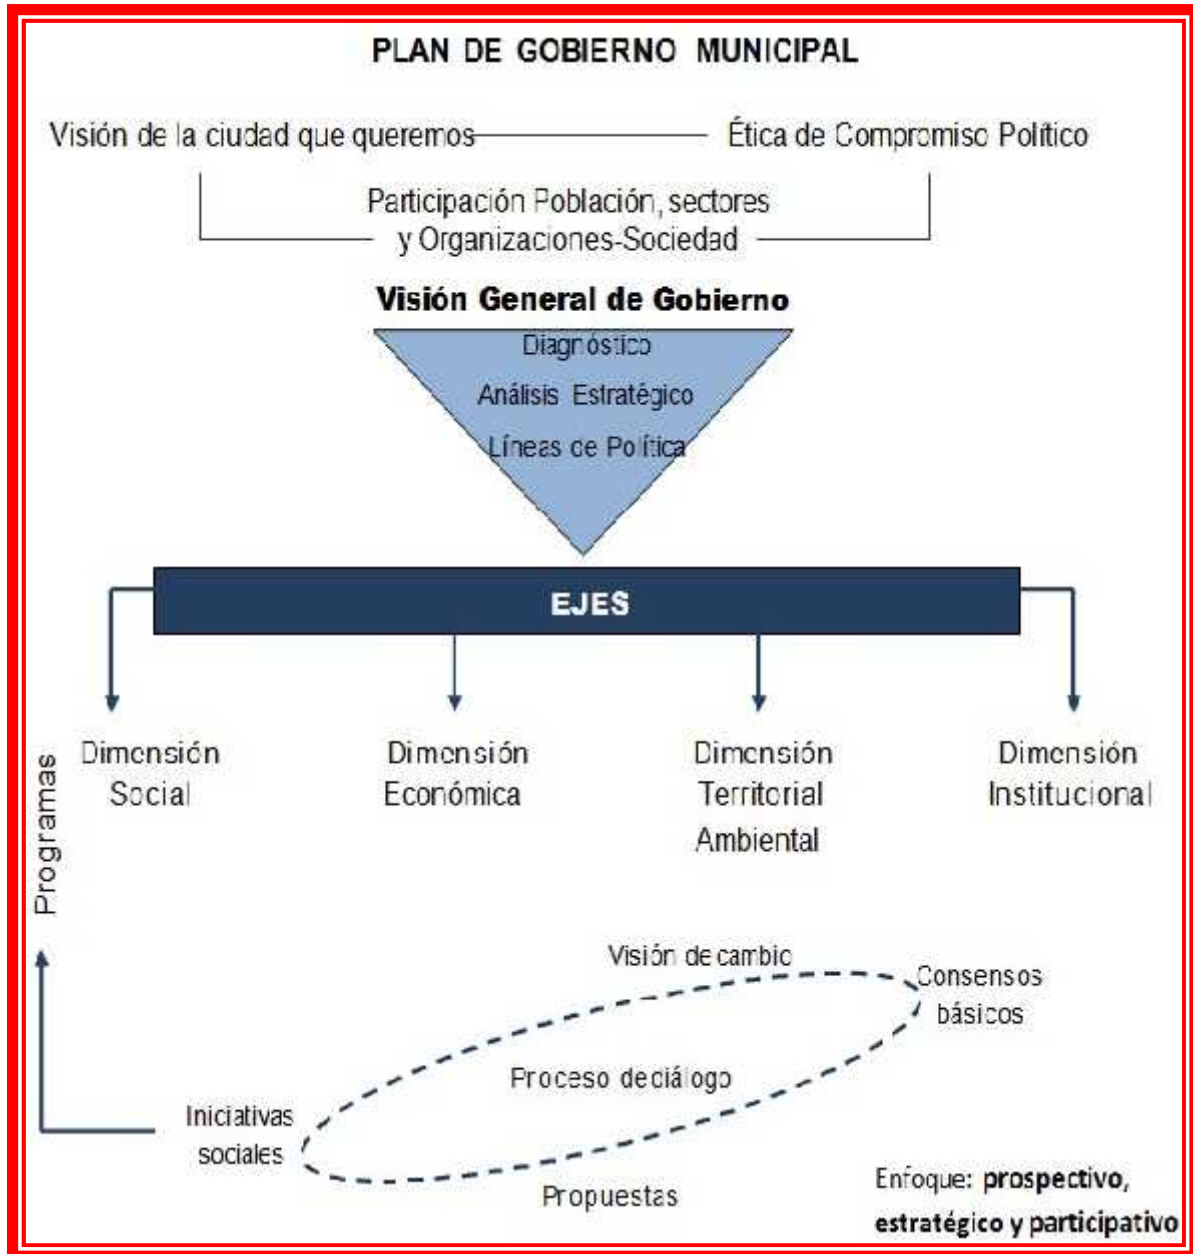 PLAN DE GOBIERNO MUNICIPAL
Visión de la ciudad que queremos
Ética de Compromiso Político
Participación Población, sectores
y Organizaciones-Sociedad
Visión General de Gobierno
Diagnóstico
Análisis Estratégico
Líneas de Política
EJES
Dimensión
Social
Dimensión
Económica
Dimensión
Territorial
Ambiental
Dimensión
Institucional
Programas
Visión de cambio
Consensos
básicos
Proceso dediálogo
Iniciativas
sociales
Propuestas
Enfoque: prospectivo,
estratégico y participativo